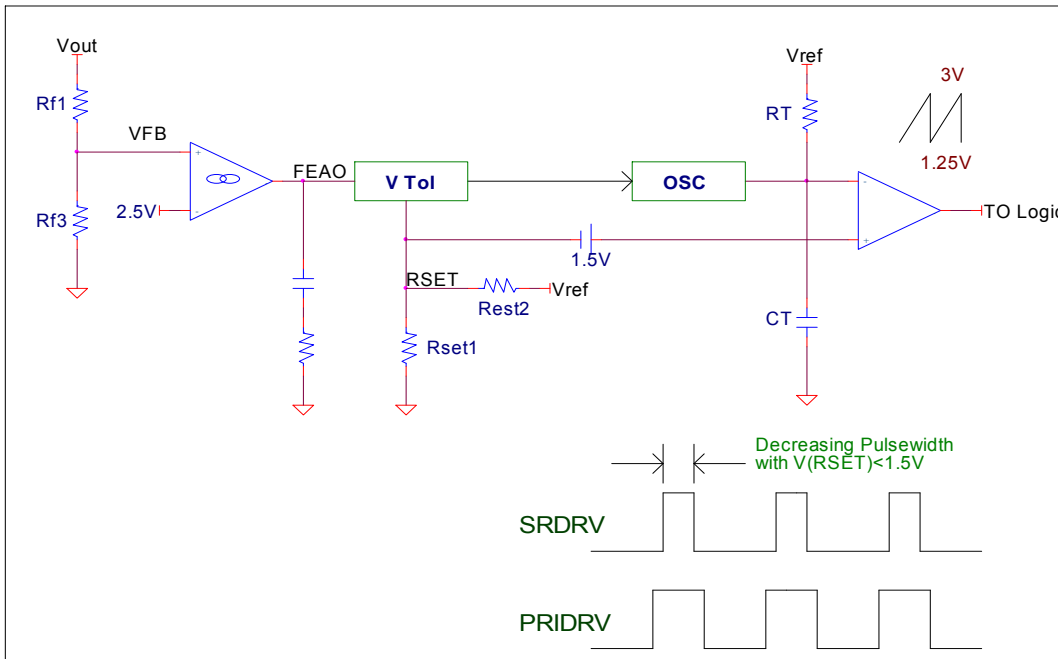 Vout
Vref
3V
Rf1
RT
VFB
1.25V
FEAO
V Tol
OSC
2.5V
Rf3
TO Logic
1.5V
RSET
Vref
Rest2
CT
Rset1
Decreasing Pulsewidth
with V(RSET)<1.5V
SRDRV
PRIDRV